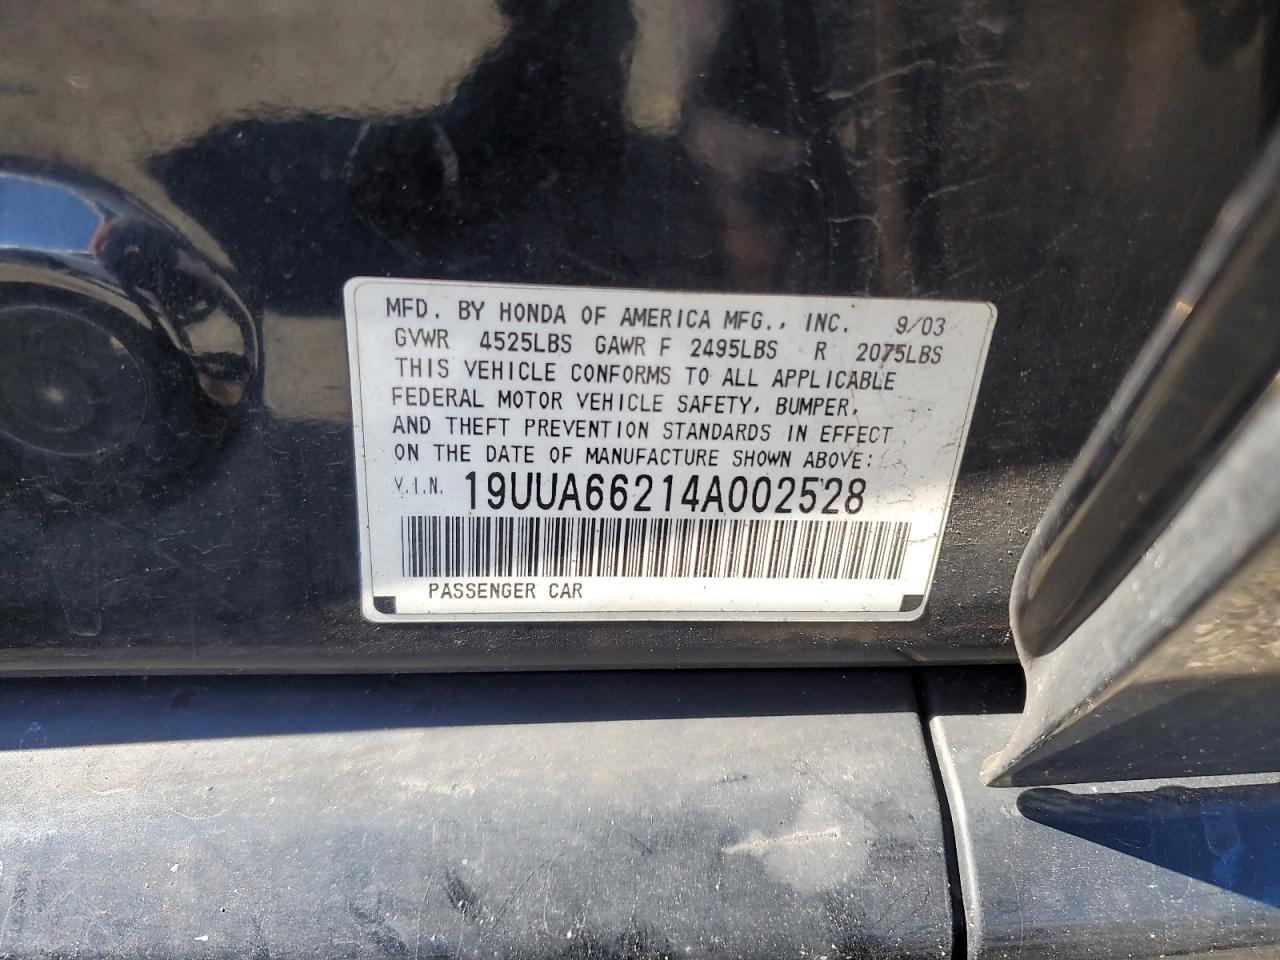 MFD. BY HONDA OF AMERICA MFG., INC. 9/03
GVWR 4525LBS GAWR F 2495LBS R 2075LBS
THIS VEHICLE CONFORMS TO ALL APPLICABLE
FEDERAL MOTOR VEHICLE SAFETY, BUMPER,
AND THEFT PREVENTION STANDARDS IN EFFECT
ON THE DATE OF MANUFACTURE SHOWN ABOVE:
V.I.N. 19UUA66214A002528
PASSENGER CAR